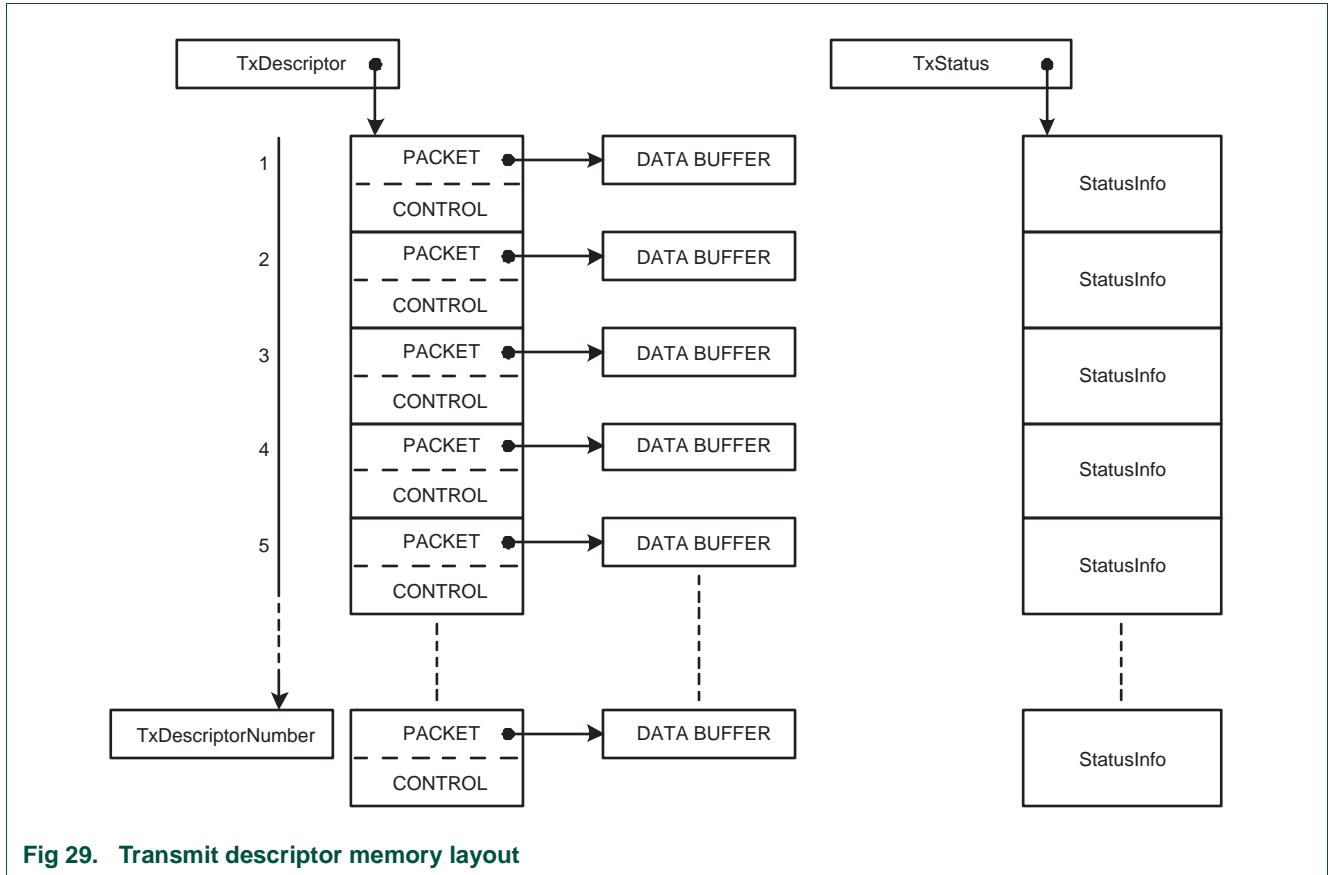 TxDescriptor
TxStatus
1
PACKET
DATA BUFFER
CONTROL
StatusInfo
2
PACKET
DATA BUFFER
CONTROL
StatusInfo
3
PACKET
DATA BUFFER
CONTROL
StatusInfo
4
PACKET
DATA BUFFER
CONTROL
StatusInfo
5
PACKET
DATA BUFFER
CONTROL
StatusInfo
TxDescriptorNumber
PACKET
DATA BUFFER
CONTROL
StatusInfo
Fig 29. Transmit descriptor memory layout